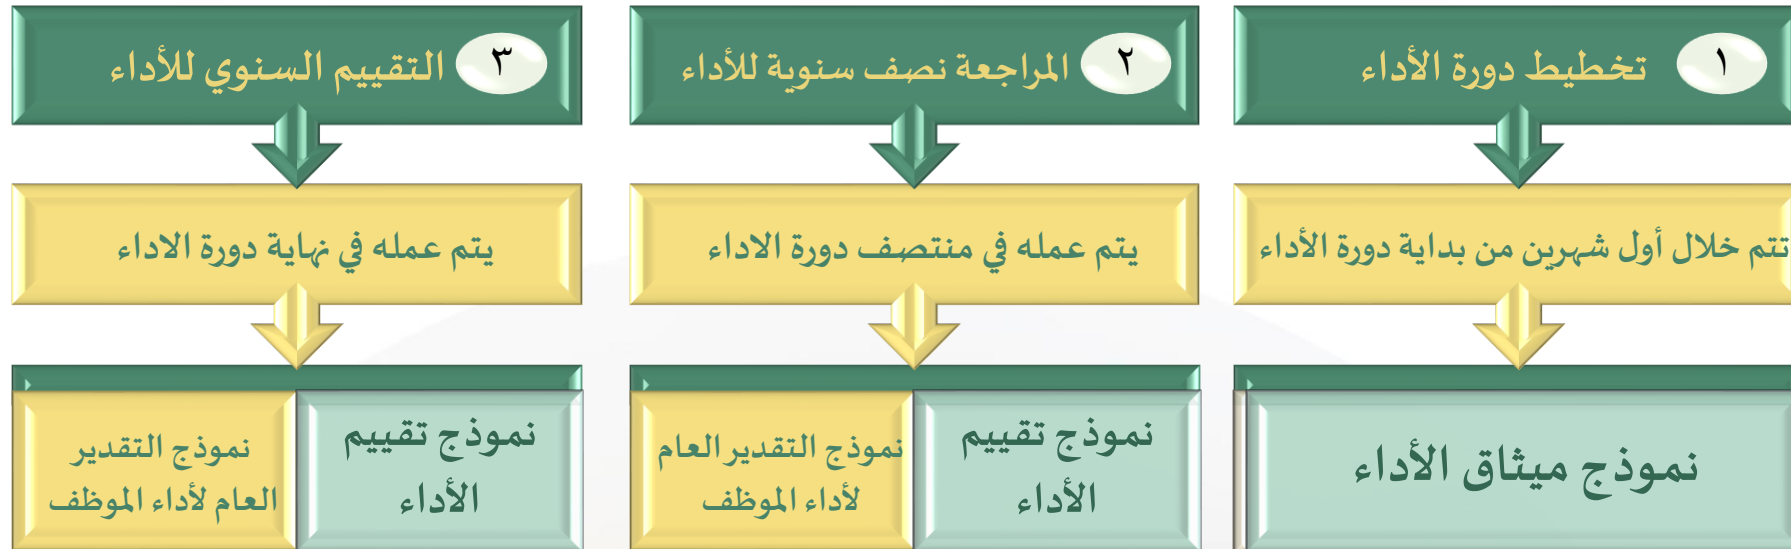 ١ تخطيط دورة الأداء
تتم خلال أول شهرين من بداية دورة الأداء
نموذج ميثاق الأداء
٢ المراجعة نصف سنوية للأداء
يتم عمله في منتصف دورة الاداء
نموذج تقييم
الأداء
نموذج التقدير العام
لأداء الموظف
٣ التقييم السنوي للأداء
يتم عمله في نهاية دورة الاداء
نموذج تقييم
الأداء
نموذج التقدير
العام لأداء الموظف